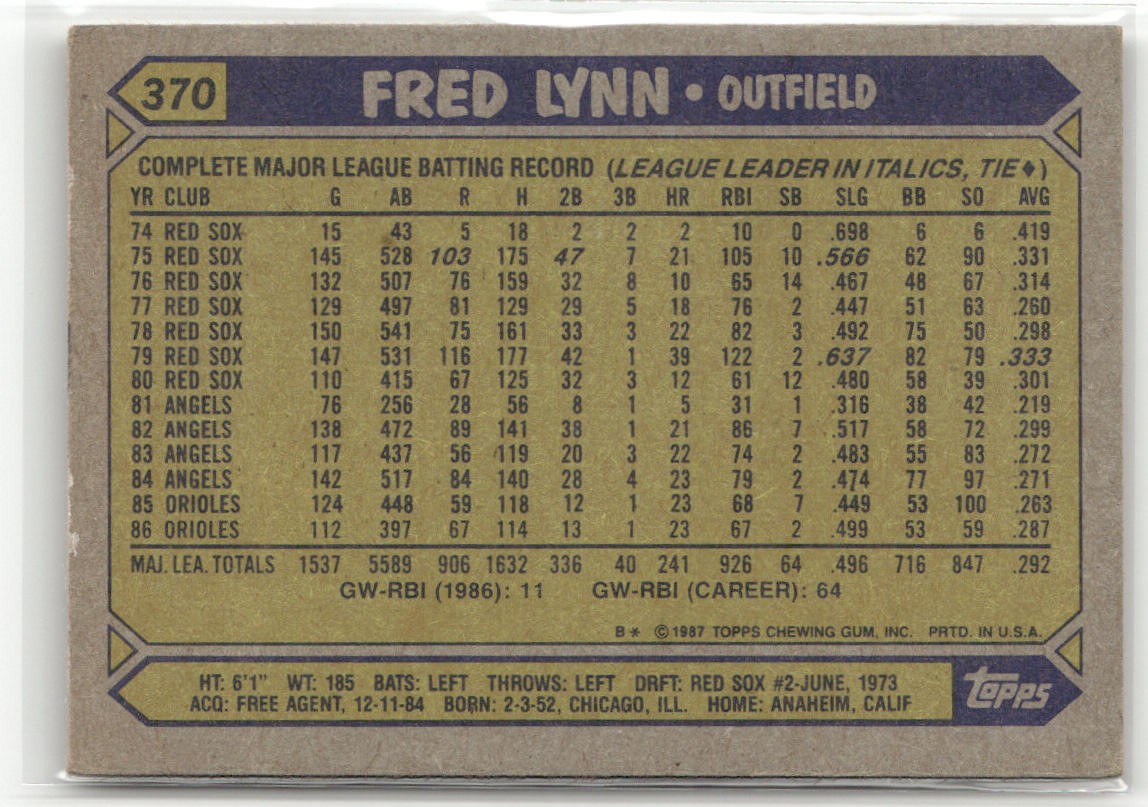 370 FRED LYNN • OUTFIELD
COMPLETE MAJOR LEAGUE BATTING RECORD (LEAGUE LEADER IN ITALICS, TIE♦)
YR CLUB G AB R H 2B 3B HR RBI SB SLG BB SO AVG
74 RED SOX 15 43 5 18 2 2 2 10 0 .698 6 6 .419
75 RED SOX 145 528 103 175 47 7 21 105 10 .566 62 90 .331
76 RED SOX 132 507 76 159 32 8 10 65 14 .467 48 67 .314
77 RED SOX 129 497 81 129 29 5 18 76 2 .447 51 63 .260
78 RED SOX 150 541 75 161 33 3 22 82 3 .492 75 50 .298
79 RED SOX 147 531 116 177 42 1 39 122 2 .637 82 79 .333
80 RED SOX 110 415 67 125 32 3 12 61 12 .480 58 39 .301
81 ANGELS 76 256 28 56 8 1 5 31 1 .316 38 42 .219
82 ANGELS 138 472 89 141 38 1 21 86 7 .517 58 72 .299
83 ANGELS 117 437 56 119 20 3 22 74 2 .483 55 83 .272
84 ANGELS 142 517 84 140 28 4 23 79 2 .474 77 97 .271
85 ORIOLES 124 448 59 118 12 1 23 68 7 .449 53 100 .263
86 ORIOLES 112 397 67 114 13 1 23 67 2 .499 53 59 .287
MAJ. LEA. TOTALS 1537 5589 906 1632 336 40 241 926 64 .496 716 847 .292
GW-RBI (1986): 11 GW-RBI (CAREER): 64
B* ©1987 TOPPS CHEWING GUM, INC. PRTD. IN U.S.A.
HT: 6'1" WT: 185 BATS: LEFT THROWS: LEFT DRFT: RED SOX #2-JUNE, 1973
ACQ: FREE AGENT, 12-11-84 BORN: 2-3-52, CHICAGO, ILL. HOME: ANAHEIM, CALIF
topps